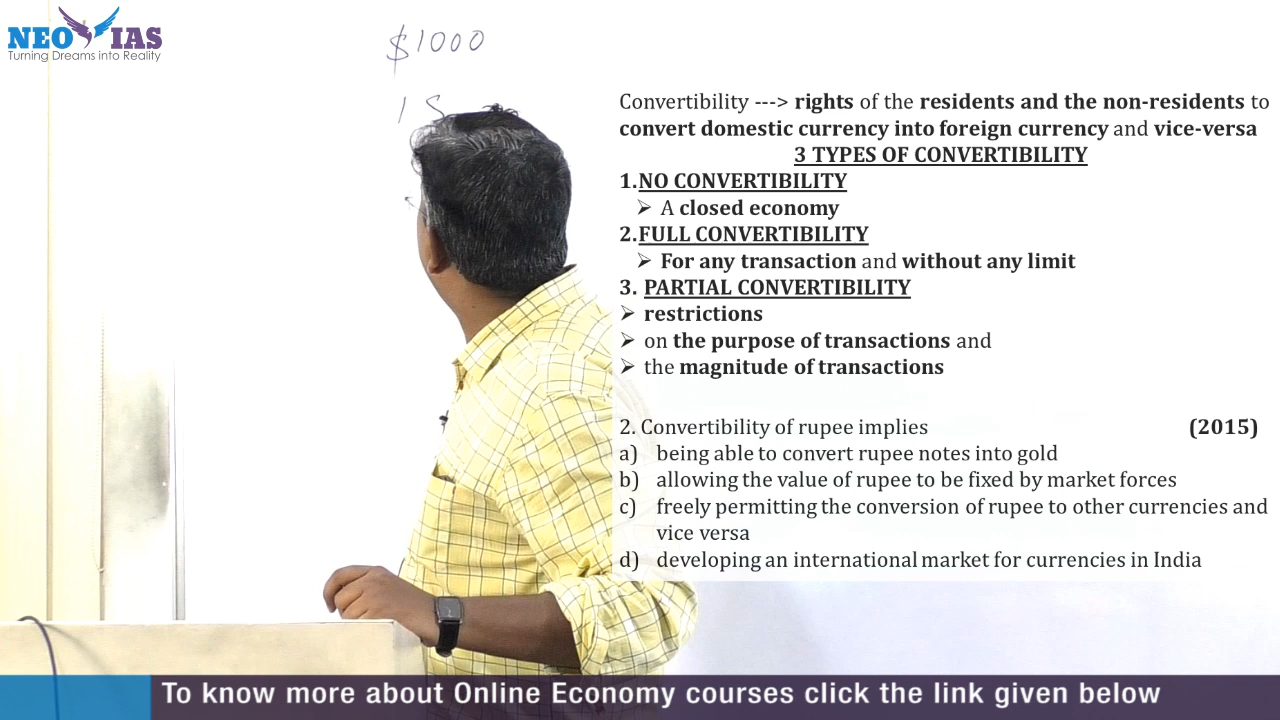 NEO IAS
Turning Dreams into Reality
$1000
Convertibility ---> rights of the residents and the non-residents to
convert domestic currency into foreign currency and vice-versa
3 TYPES OF CONVERTIBILITY
1.NO CONVERTIBILITY
➢ A closed economy
2.FULL CONVERTIBILITY
➢ For any transaction and without any limit
3. PARTIAL CONVERTIBILITY
➢ restrictions
➢ on the purpose of transactions and
➢ the magnitude of transactions
2. Convertibility of rupee implies (2015)
a) being able to convert rupee notes into gold
b) allowing the value of rupee to be fixed by market forces
c) freely permitting the conversion of rupee to other currencies and
vice versa
d) developing an international market for currencies in India
To know more about Online Economy courses click the link given below